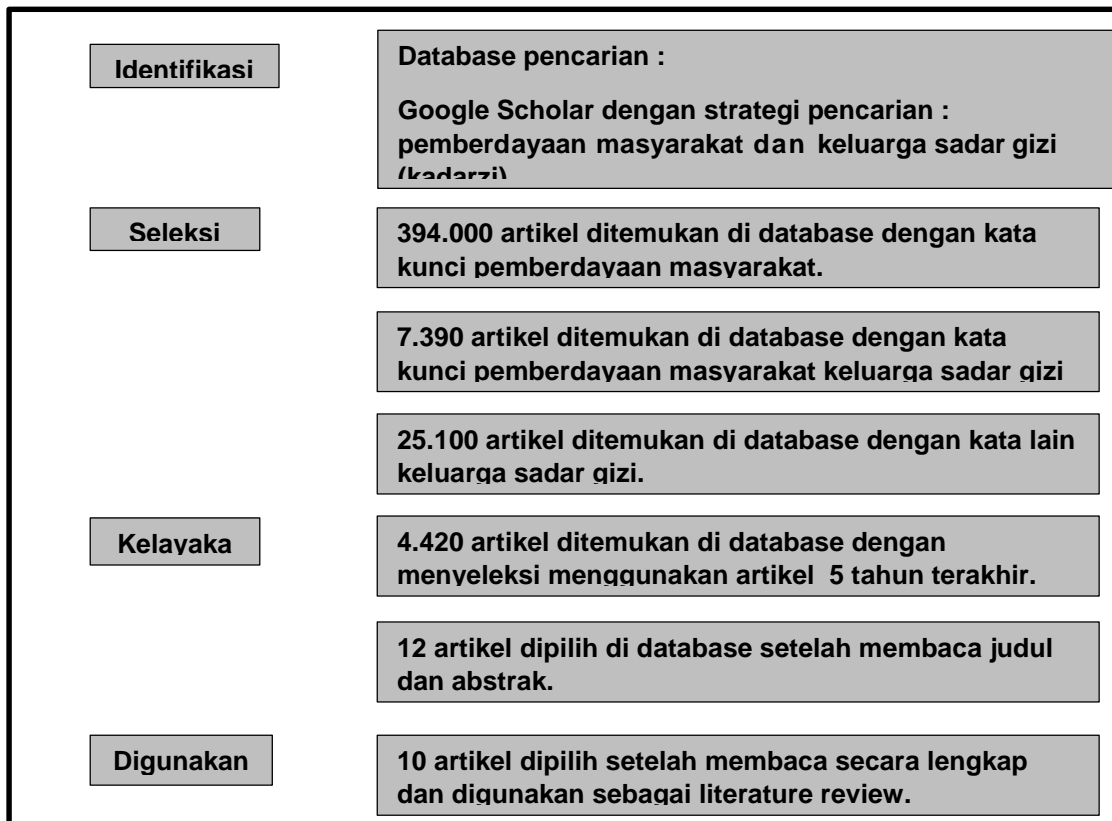 Identifikasi
Database pencarian :
Google Scholar dengan strategi pencarian :
pemberdayaan masyarakat dan keluarga sadar gizi
(kadarzi)
Seleksi
394.000 artikel ditemukan di database dengan kata
kunci pemberdayaan masyarakat.
7.390 artikel ditemukan di database dengan kata
kunci pemberdayaan masyarakat keluarga sadar gizi
25.100 artikel ditemukan di database dengan kata lain
keluarga sadar gizi.
Kelayaka
4.420 artikel ditemukan di database dengan
menyeleksi menggunakan artikel 5 tahun terakhir.
12 artikel dipilih di database setelah membaca judul
dan abstrak.
Digunakan
10 artikel dipilih setelah membaca secara lengkap
dan digunakan sebagai literature review.